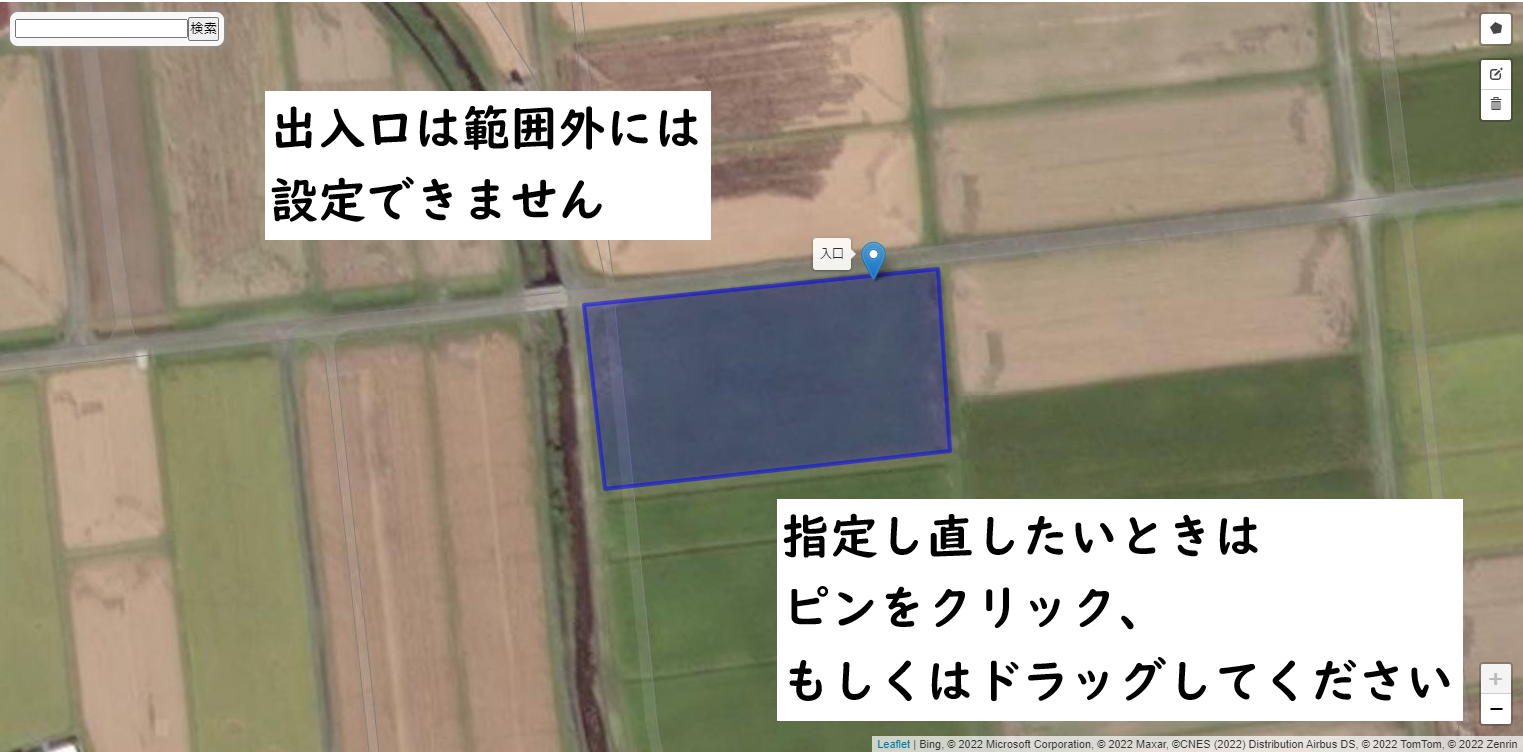 検索
出入口は範囲外には
設定できません
入口
指定し直したいときは
ピンをクリック、
もしくはドラッグしてください
+
−
Leaflet | Bing, © 2022 Microsoft Corporation, © 2022 Maxar, ©CNES (2022) Distribution Airbus DS, © 2022 TomTom, © 2022 Zenrin